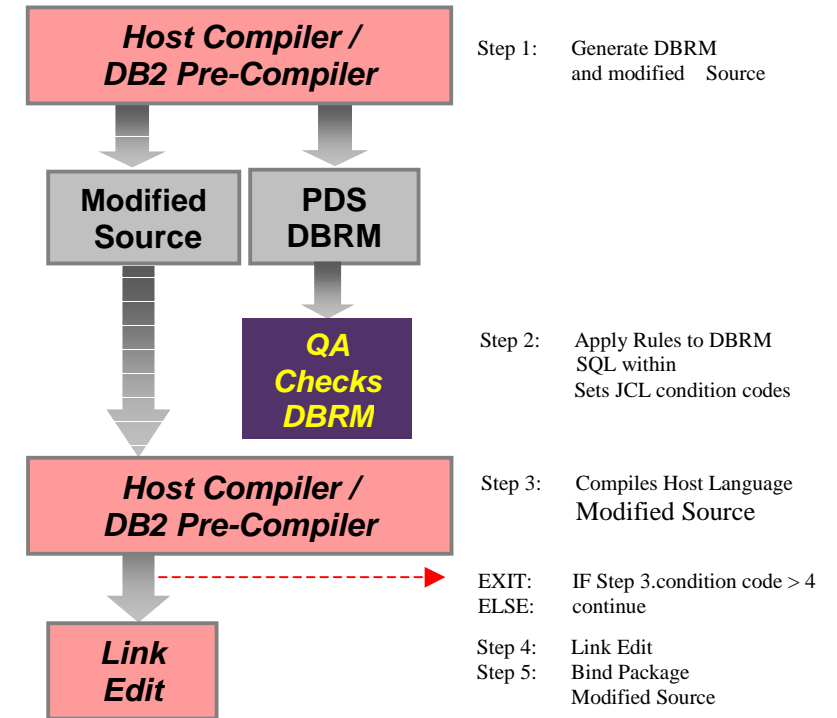 Host Compiler /
DB2 Pre-Compiler
Step 1: Generate DBRM
and modified Source
Modified
Source
PDS
DBRM
QA
Checks
DBRM
Step 2: Apply Rules to DBRM
SQL within
Sets JCL condition codes
Host Compiler /
DB2 Pre-Compiler
Step 3: Compiles Host Language
Modified Source
EXIT: IF Step 3.condition code > 4
ELSE: continue
Link
Edit
Step 4: Link Edit
Step 5: Bind Package
Modified Source